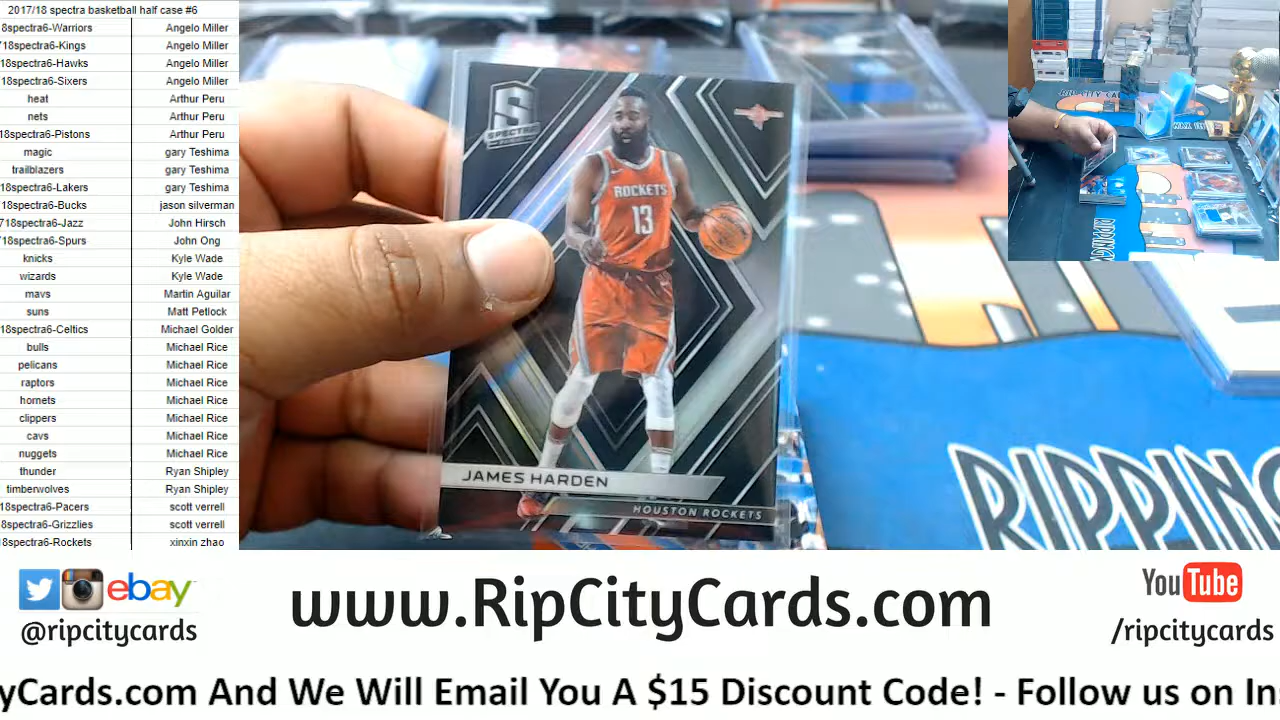 2017/18 spectra basketball half case #6
8spectra6-Warriors Angelo Miller
18spectra6-Kings Angelo Miller
18spectra6-Hawks Angelo Miller
18spectra6-Sixers Angelo Miller
heat Arthur Peru
nets Arthur Peru
18spectra6-Pistons Arthur Peru
magic gary Teshima
trailblazers gary Teshima
18spectra6-Lakers gary Teshima
18spectra6-Bucks jason silverman
718spectra6-Jazz John Hirsch
18spectra6-Spurs John Ong
knicks Kyle Wade
wizards Kyle Wade
mavs Martin Aguilar
suns Matt Petlock
18spectra6-Celtics Michael Golder
bulls Michael Rice
pelicans Michael Rice
raptors Michael Rice
hornets Michael Rice
clippers Michael Rice
cavs Michael Rice
nuggets Michael Rice
thunder Ryan Shipley
timberwolves Ryan Shipley
18spectra6-Pacers scott verrell
8spectra6-Grizzlies scott verrell
8spectra6-Rockets xinxin zhao
S
SPECTRA
ROCKETS
13
JAMES HARDEN
HOUSTON ROCKETS
RIPPING
RIP CITY CA
ebay
@ripcitycards
www.RipCityCards.com
YouTube
/ripcitycards
yCards.com And We Will Email You A $15 Discount Code! - Follow us on In